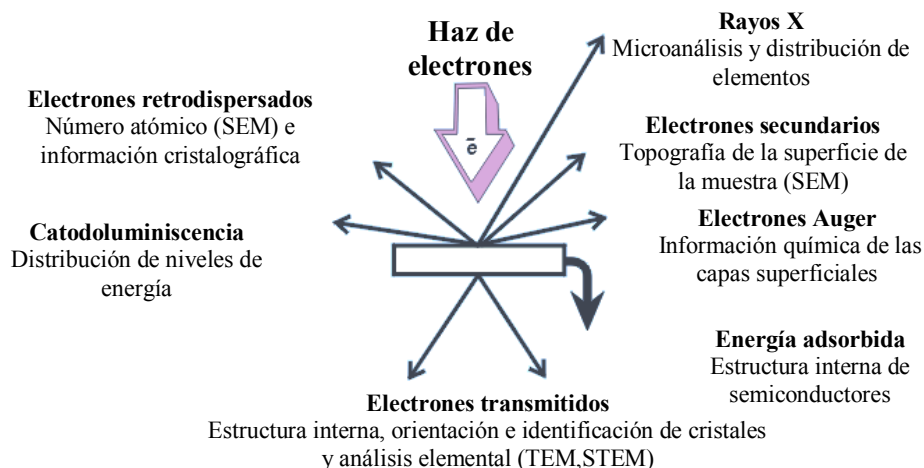 Haz de
electrones
ē
Rayos X
Microanálisis y distribución de
elementos
Electrones retrodispersados
Número atómico (SEM) e
información cristalográfica
Electrones secundarios
Topografía de la superficie de
la muestra (SEM)
Catodoluminiscencia
Distribución de niveles de
energía
Electrones Auger
Información química de las
capas superficiales
Energía adsorbida
Estructura interna de
semiconductores
Electrones transmitidos
Estructura interna, orientación e identificación de cristales
y análisis elemental (TEM,STEM)